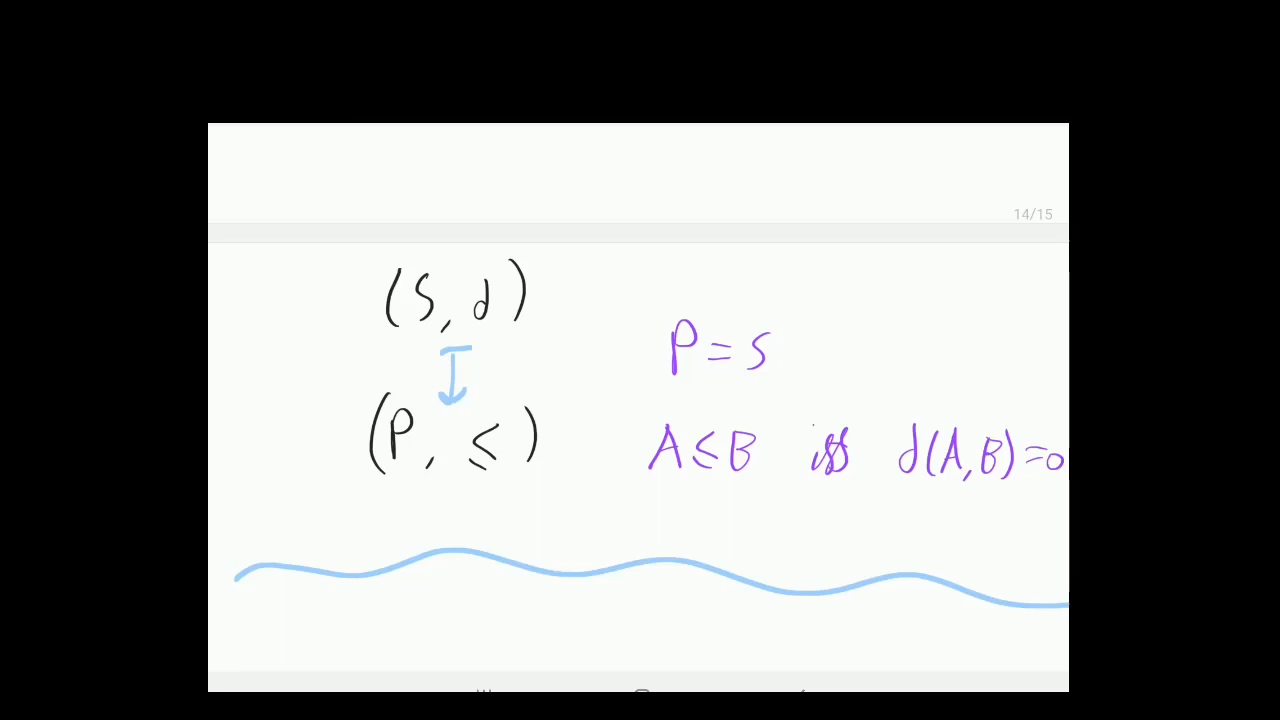 14/15
(S, d)
P = S
(P, ≤)
A ≤ B iff d(A, B) = 0